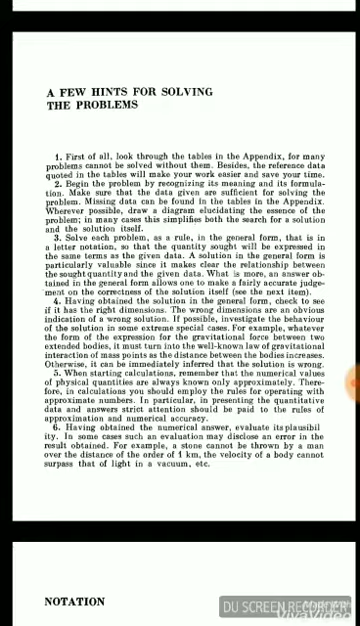 A FEW HINTS FOR SOLVING
THE PROBLEMS
1. First of all, look through the tables in the Appendix, for many
problems cannot be solved without them. Besides, the reference data
quoted in the tables will make your work easier and save your time.
2. Begin the problem by recognizing its meaning and its formula-
tion. Make sure that the data given are sufficient for solving the
problem. Missing data can be found in the tables in the Appendix.
Wherever possible, draw a diagram elucidating the essence of the
problem; in many cases this simplifies both the search for a solution
and the solution itself.
3. Solve each problem, as a rule, in the general form, that is in
a letter notation, so that the quantity sought will be expressed in
the same terms as the given data. A solution in the general form is
particularly valuable since it makes clear the relationship between
the sought quantity and the given data. What is more, an answer ob-
tained in the general form allows one to make a fairly accurate judge-
ment on the correctness of the solution itself (see the next item).
4. Having obtained the solution in the general form, check to see
if it has the right dimensions. The wrong dimensions are an obvious
indication of a wrong solution. If possible, investigate the behaviour
of the solution in some extreme special cases. For example, whatever
the form of the expression for the gravitational force between two
extended bodies, it must turn into the well-known law of gravitational
interaction of mass points as the distance between the bodies increases.
Otherwise, it can be immediately inferred that the solution is wrong.
5. When starting calculations, remember that the numerical values
of physical quantities are always known only approximately. There-
fore, in calculations you should employ the rules for operating with
approximate numbers. In particular, in presenting the quantitative
data and answers strict attention should be paid to the rules of
approximation and numerical accuracy.
6. Having obtained the numerical answer, evaluate its plausibil
ity. In some cases such an evaluation may disclose an error in the
result obtained. For example, a stone cannot be thrown by a man
over the distance of the order of 1 km, the velocity of a body cannot
surpass that of light in a vacuum, etc.
NOTATION
DU SCREEN RECORDER
VivaVideo